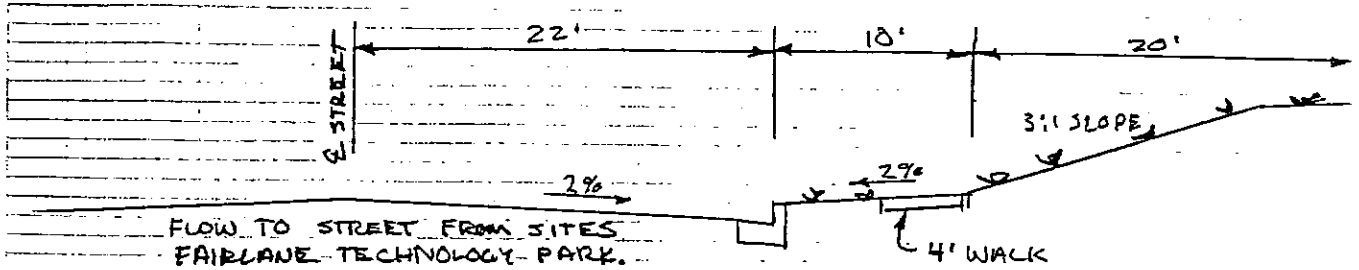 22'
10'
20'
℄ STREET
3:1 SLOPE
2%
2%
FLOW TO STREET FROM SITES
FAIRLANE TECHNOLOGY PARK.
4' WALK